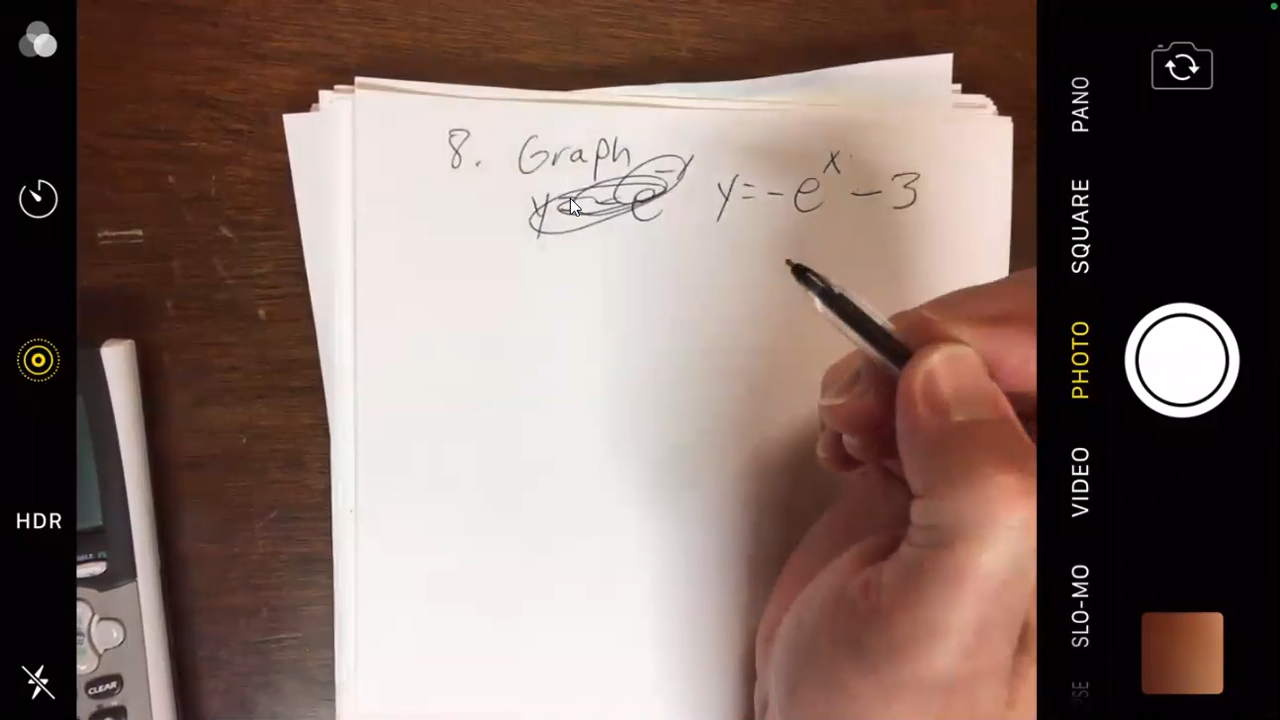 8. Graph
y = -e^x - 3
PANO
SQUARE
PHOTO
VIDEO
SLO-MO
HDR
CLEAR